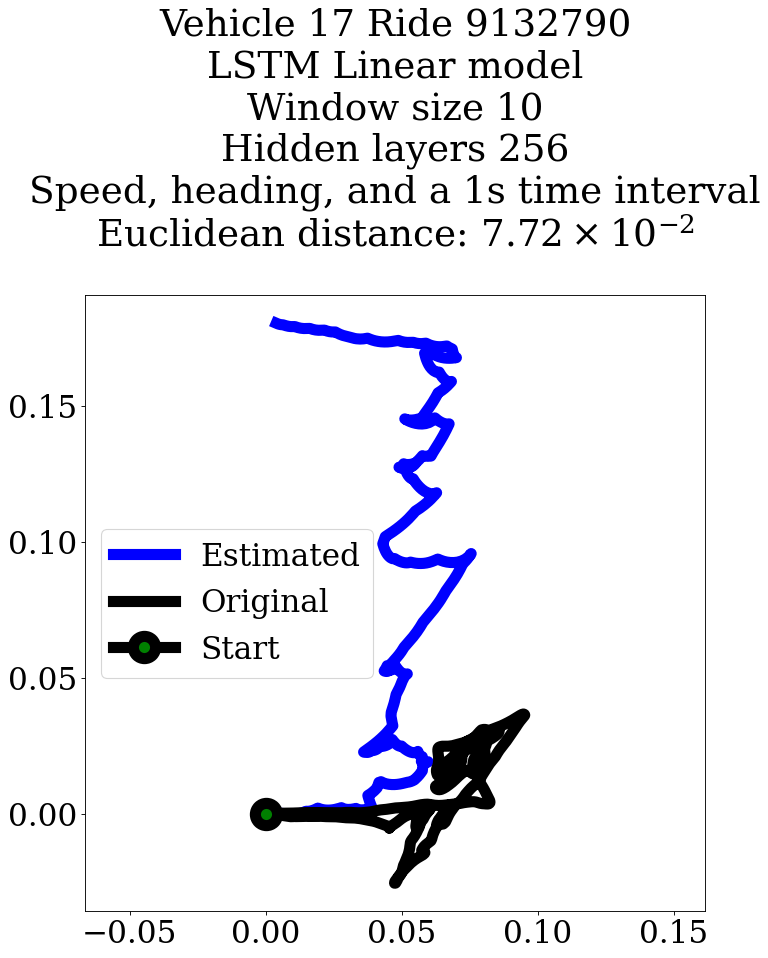 Vehicle 17 Ride 9132790
LSTM Linear model
Window size 10
Hidden layers 256
Speed, heading, and a 1s time interval
Euclidean distance: 7.72 × 10⁻²
0.15
0.10
0.05
0.00
Estimated
Original
Start
−0.05 0.00 0.05 0.10 0.15